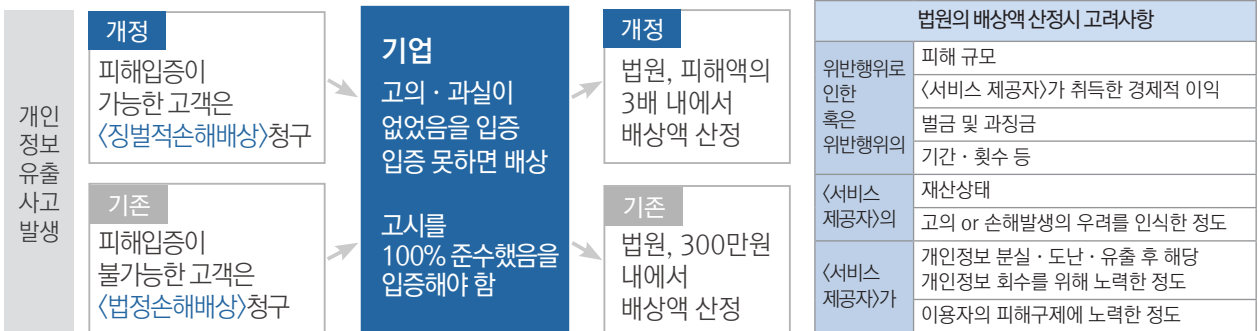 개인
정보
유출
사고
발생
개정
피해입증이
가능한 고객은
〈징벌적손해배상〉청구
기존
피해입증이
불가능한 고객은
〈법정손해배상〉청구
기업
고의 · 과실이
없었음을 입증
입증 못하면 배상
고시를
100% 준수했음을
입증해야 함
개정
법원, 피해액의
3배 내에서
배상액 산정
기존
법원, 300만원
내에서
배상액 산정
법원의 배상액 산정시 고려사항
위반행위로
인한
혹은
위반행위의
피해 규모
〈서비스 제공자〉가 취득한 경제적 이익
벌금 및 과징금
기간 · 횟수 등
〈서비스
제공자〉의
재산상태
고의 or 손해발생의 우려를 인식한 정도
〈서비스
제공자〉가
개인정보 분실 · 도난 · 유출 후 해당
개인정보 회수를 위해 노력한 정도
이용자의 피해구제에 노력한 정도